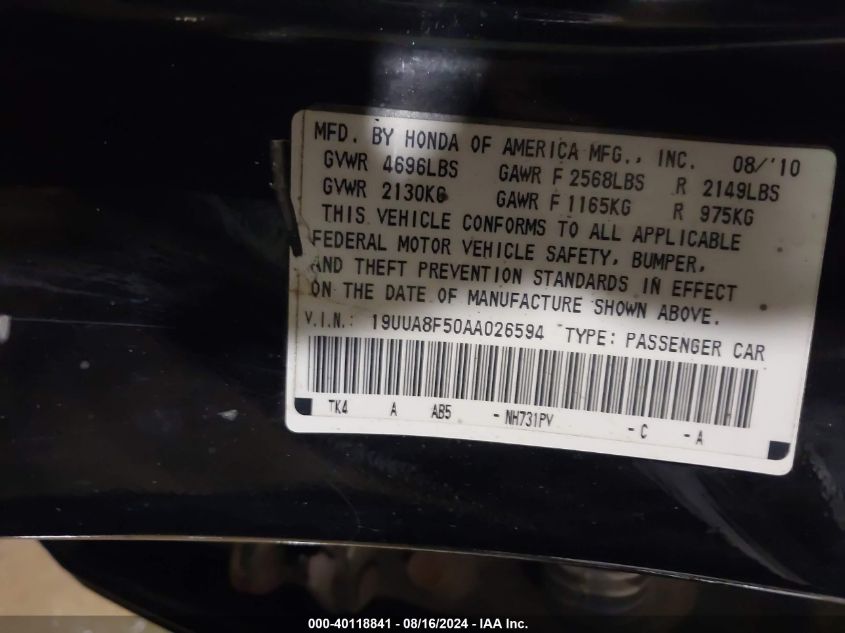 MFD. BY HONDA OF AMERICA MFG., INC. 08/'10
GVWR 4696LBS GAWR F 2568LBS R 2149LBS
GVWR 2130KG GAWR F 1165KG R 975KG
THIS VEHICLE CONFORMS TO ALL APPLICABLE
FEDERAL MOTOR VEHICLE SAFETY, BUMPER,
AND THEFT PREVENTION STANDARDS IN EFFECT
ON THE DATE OF MANUFACTURE SHOWN ABOVE.
V.I.N.: 19UUA8F50AA026594 TYPE: PASSENGER CAR
TK4 A AB5 - NH731PV - C - A
000-40118841 - 08/16/2024 - IAA Inc.